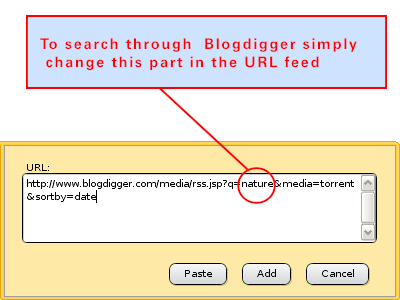 To search through Blogdigger simply
change this part in the URL feed
URL:
http://www.blogdigger.com/media/rss.jsp?q=nature&media=torrent
&sortby=date
Paste Add Cancel